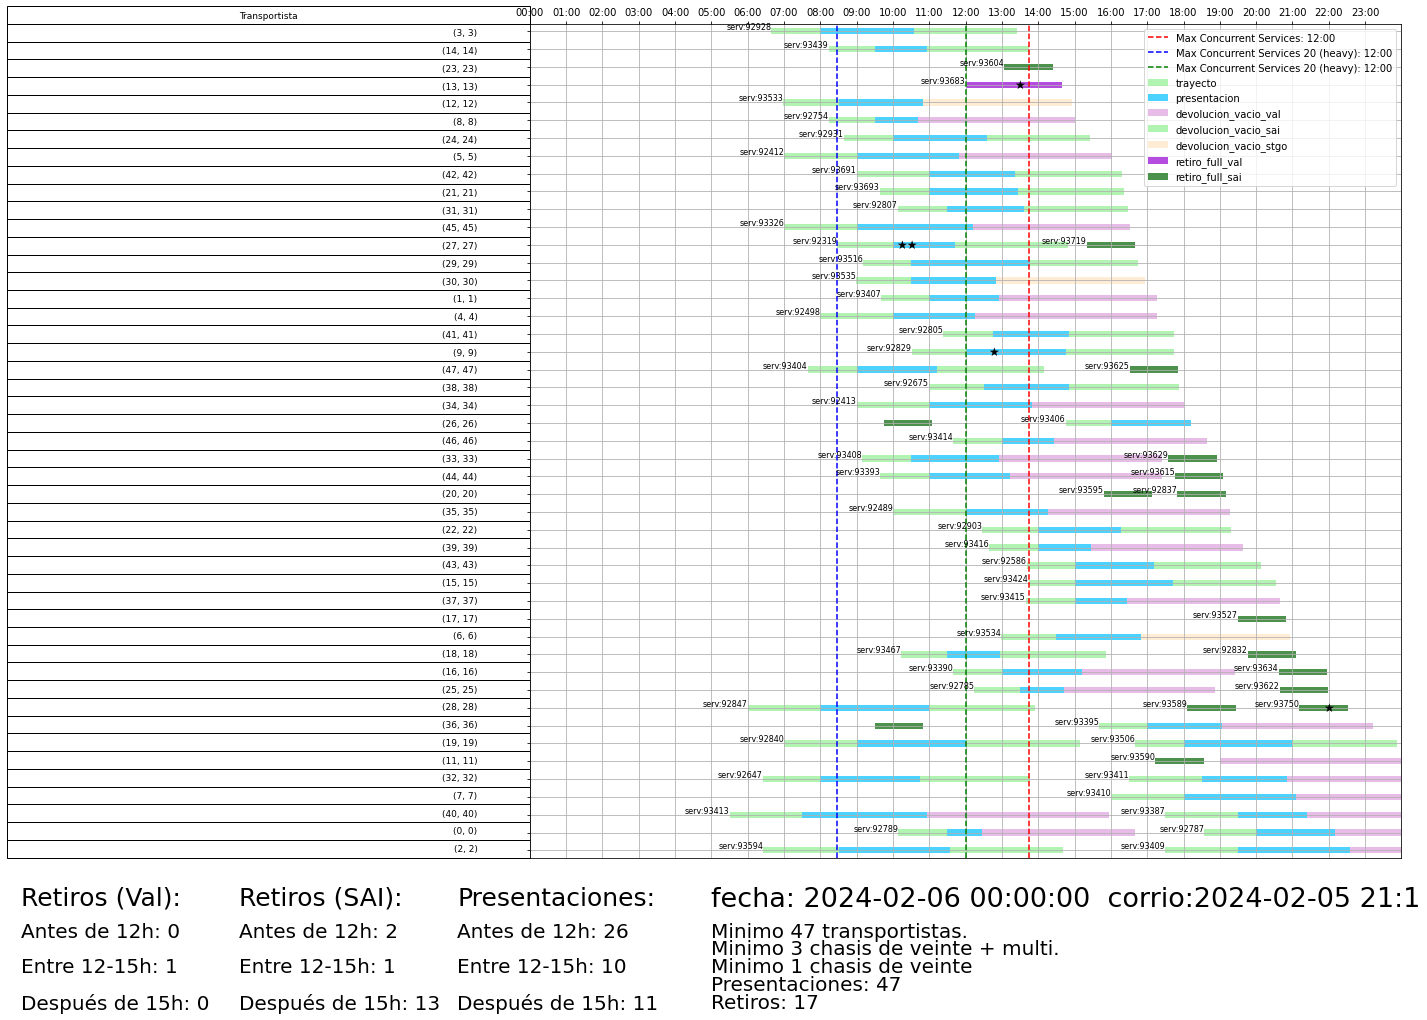 Transportista
00:00 01:00 02:00 03:00 04:00 05:00 06:00 07:00 08:00 09:00 10:00 11:00 12:00 13:00 14:00 15:00 16:00 17:00 18:00 19:00 20:00 21:00 22:00 23:00
Max Concurrent Services: 12:00
Max Concurrent Services 20 (heavy): 12:00
Max Concurrent Services 20 (heavy): 12:00
trayecto
presentacion
devolucion_vacio_val
devolucion_vacio_sai
devolucion_vacio_stgo
retiro_full_val
retiro_full_sai
(3, 3) serv:92928
(14, 14) serv:93439
(23, 23) serv:93604
(13, 13) serv:93683
(12, 12) serv:93533
(8, 8) serv:92754
(24, 24) serv:92931
(5, 5) serv:92412
(42, 42) serv:93691
(21, 21) serv:93693
(31, 31) serv:92807
(45, 45) serv:93326
(27, 27) serv:92319 serv:93719
(29, 29) serv:93516
(30, 30) serv:93535
(1, 1) serv:93407
(4, 4) serv:92498
(41, 41) serv:92805
(9, 9) serv:92829
(47, 47) serv:93404 serv:93625
(38, 38) serv:92675
(34, 34) serv:92413
(26, 26) serv:93406
(46, 46) serv:93414
(33, 33) serv:93408 serv:93629
(44, 44) serv:93393 serv:93615
(20, 20) serv:93595 serv:92837
(35, 35) serv:92489
(22, 22) serv:92903
(39, 39) serv:93416
(43, 43) serv:92586
(15, 15) serv:93424
(37, 37) serv:93415
(17, 17) serv:93527
(6, 6) serv:93534
(18, 18) serv:93467 serv:92832
(16, 16) serv:93390 serv:93634
(25, 25) serv:92785 serv:93622
(28, 28) serv:92847 serv:93589 serv:93750
(36, 36) serv:93395
(19, 19) serv:92840 serv:93506
(11, 11) serv:93590
(32, 32) serv:92647 serv:93411
(7, 7) serv:93410
(40, 40) serv:93413 serv:93387
(0, 0) serv:92789 serv:92787
(2, 2) serv:93594 serv:93409
Retiros (Val):
Antes de 12h: 0
Entre 12-15h: 1
Después de 15h: 0
Retiros (SAI):
Antes de 12h: 2
Entre 12-15h: 1
Después de 15h: 13
Presentaciones:
Antes de 12h: 26
Entre 12-15h: 10
Después de 15h: 11
fecha: 2024-02-06 00:00:00 corrio:2024-02-05 21:1
Minimo 47 transportistas.
Minimo 3 chasis de veinte + multi.
Minimo 1 chasis de veinte
Presentaciones: 47
Retiros: 17